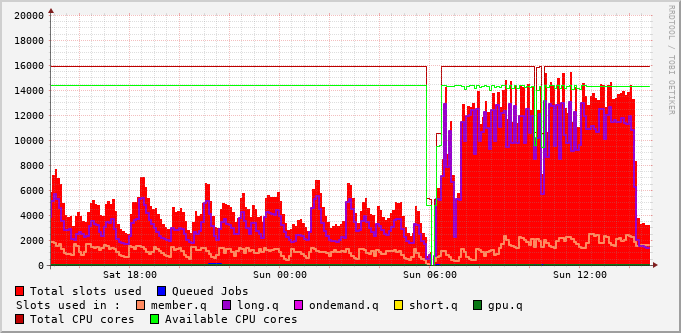 20000
18000
16000
14000
12000
10000
8000
6000
4000
2000
0
Sat 18:00 Sun 00:00 Sun 06:00 Sun 12:00
RRDTOOL / TOBI OETIKER
Total slots used Queued Jobs
Slots used in : member.q long.q ondemand.q short.q gpu.q
Total CPU cores Available CPU cores